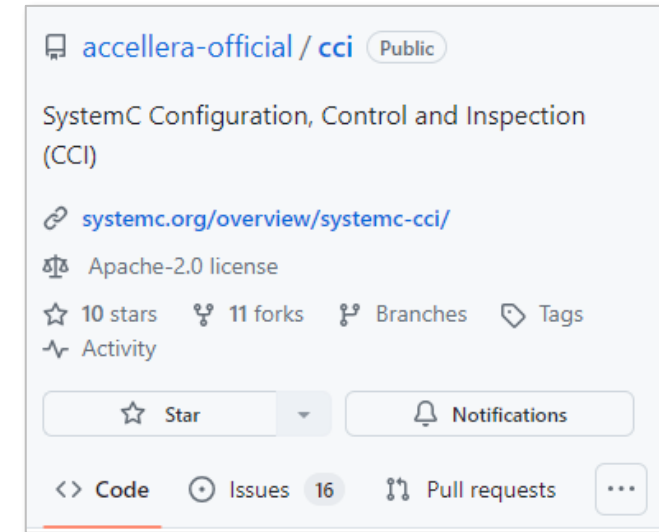 accellera-official / cci Public
SystemC Configuration, Control and Inspection
(CCI)
systemc.org/overview/systemc-cci/
Apache-2.0 license
10 stars 11 forks Branches Tags
Activity
Star Notifications
<> Code Issues 16 Pull requests ...